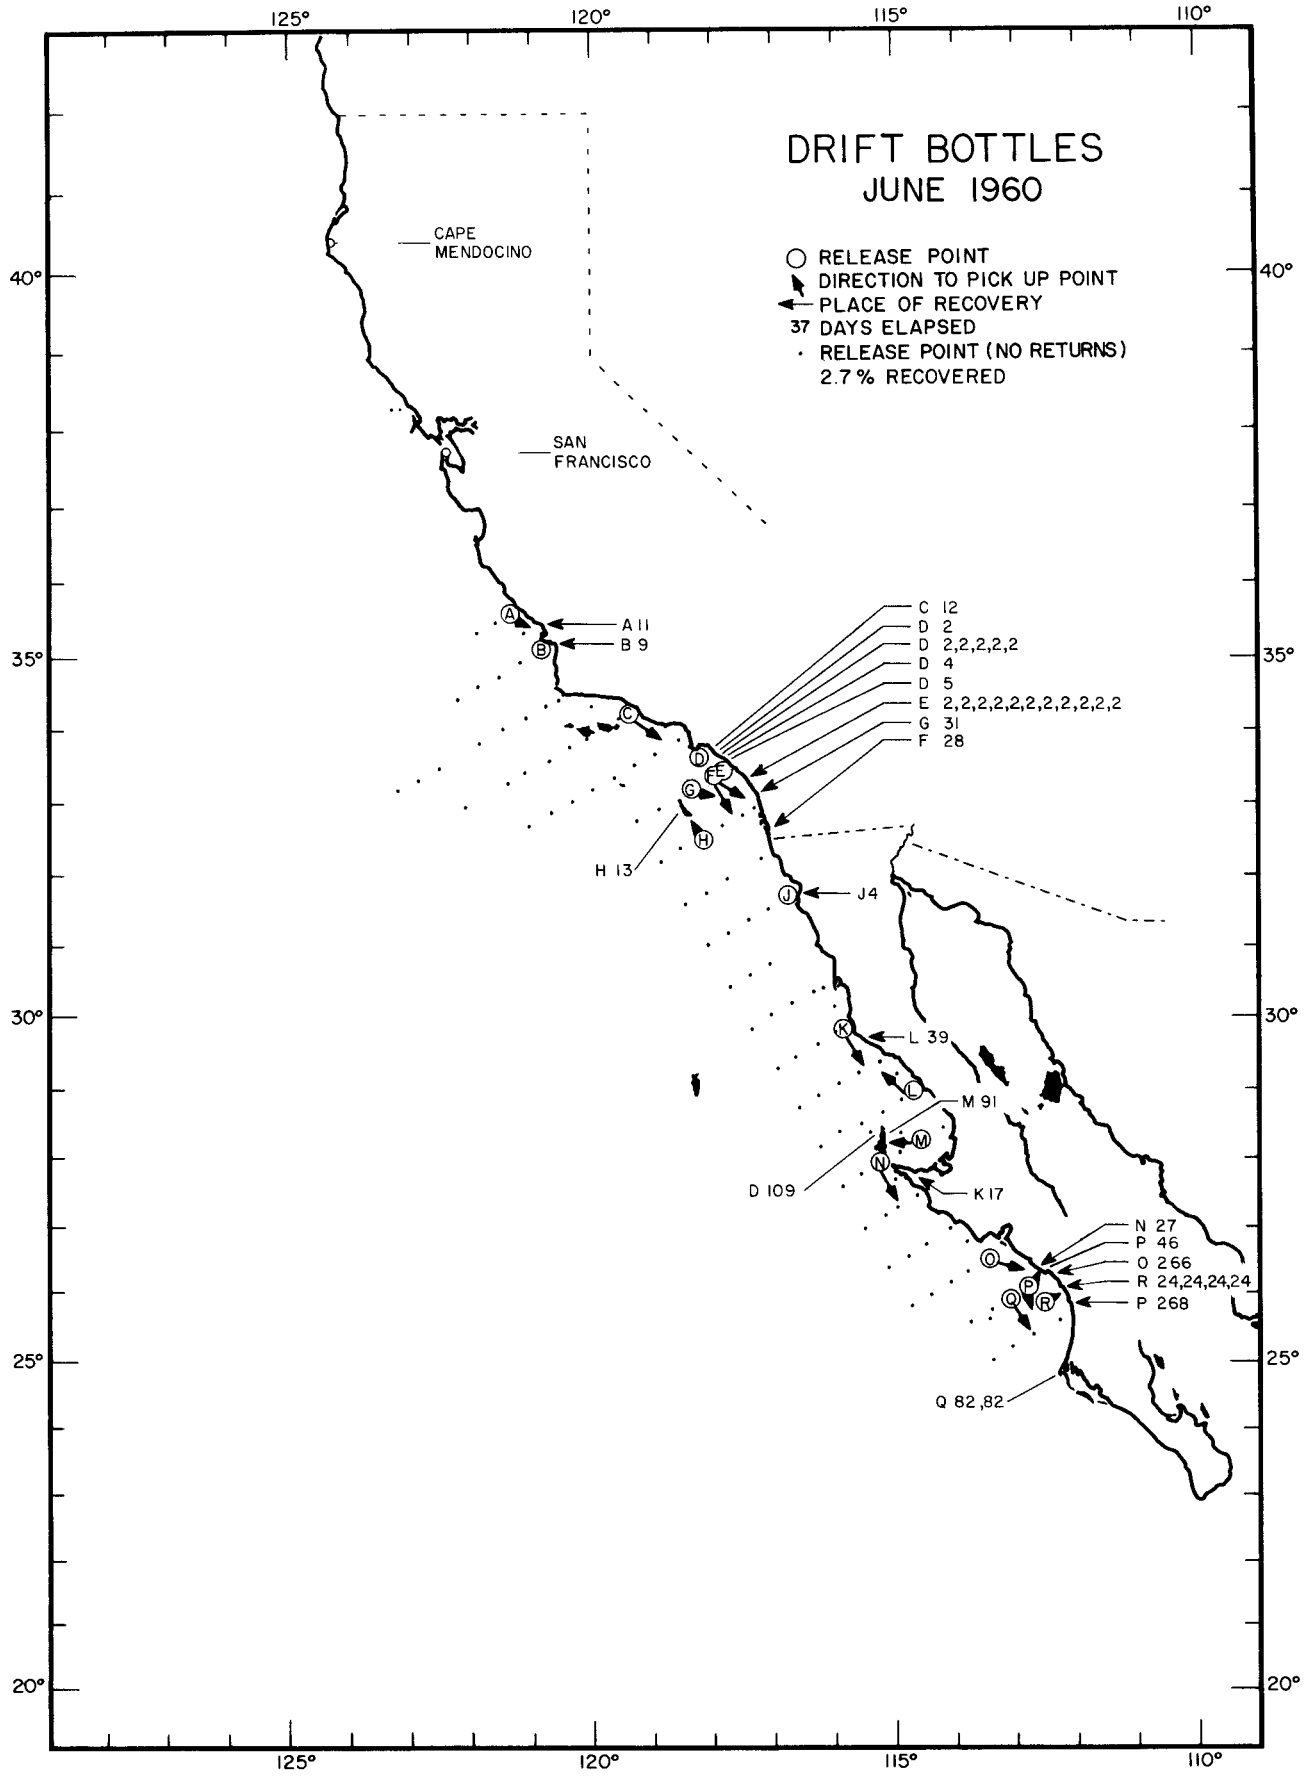 125° 120° 115° 110°
DRIFT BOTTLES
JUNE 1960
RELEASE POINT
DIRECTION TO PICK UP POINT
PLACE OF RECOVERY
37 DAYS ELAPSED
RELEASE POINT (NO RETURNS)
2.7 % RECOVERED
CAPE
MENDOCINO
40° 40°
SAN
FRANCISCO
C 12
D 2
D 2,2,2,2,2
D 4
D 5
E 2,2,2,2,2,2,2,2,2,2,2
G 31
F 28
A
A 11
B
B 9
35° 35°
C
D
E
F
G
H
H 13
J
J 4
30° 30°
K
L 39
L
M 91
M
N
D 109
K 17
N 27
P 46
O 266
R 24,24,24,24
P 268
O
P
Q
R
25° 25°
Q 82,82
20° 20°
125° 120° 115° 110°